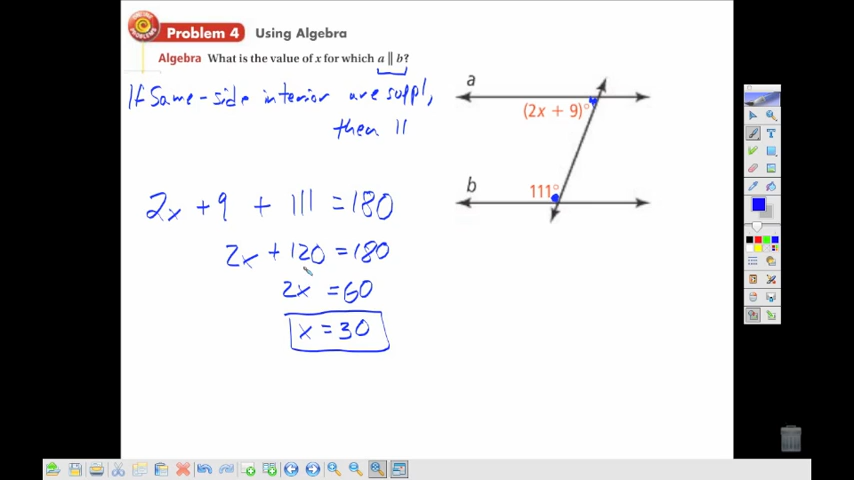 Problem 4 Using Algebra
Algebra What is the value of x for which a ∥ b?
If Same-side interior are suppl,
then ||
a
(2x + 9)°
b
111°
2x + 9 + 111 = 180
2x + 120 = 180
2x = 60
x = 30